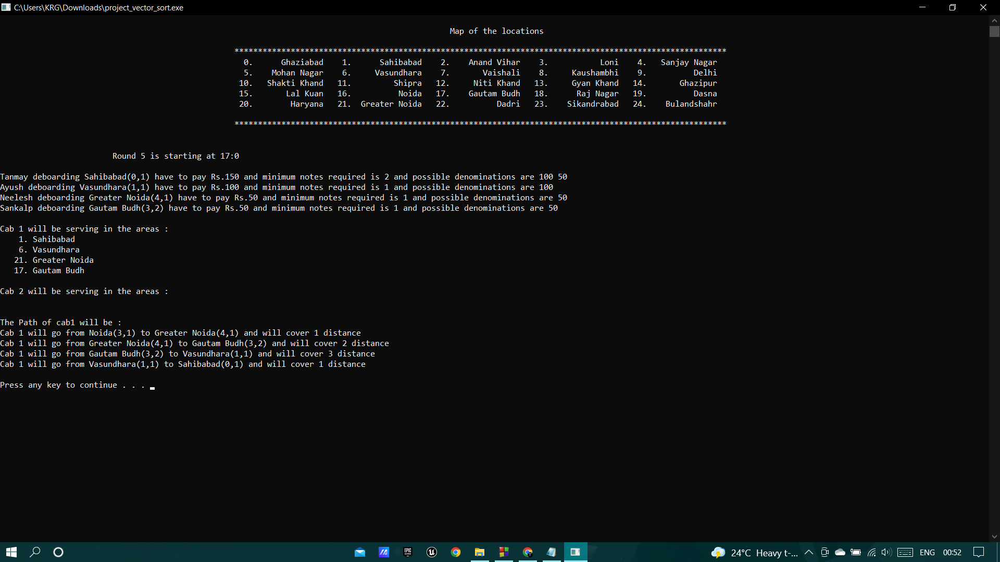 C:\Users\KRG\Downloads\project_vector_sort.exe
Map of the locations
*********************************************************************************************************
0. Ghaziabad 1. Sahibabad 2. Anand Vihar 3. Loni 4. Sanjay Nagar
5. Mohan Nagar 6. Vasundhara 7. Vaishali 8. Kaushambhi 9. Delhi
10. Shakti Khand 11. Shipra 12. Niti Khand 13. Gyan Khand 14. Ghazipur
15. Lal Kuan 16. Noida 17. Gautam Budh 18. Raj Nagar 19. Dasna
20. Haryana 21. Greater Noida 22. Dadri 23. Sikandrabad 24. Bulandshahr
*********************************************************************************************************
Round 5 is starting at 17:0
Tanmay deboarding Sahibabad(0,1) have to pay Rs.150 and minimum notes required is 2 and possible denominations are 100 50
Ayush deboarding Vasundhara(1,1) have to pay Rs.100 and minimum notes required is 1 and possible denominations are 100
Neelesh deboarding Greater Noida(4,1) have to pay Rs.50 and minimum notes required is 1 and possible denominations are 50
Sankalp deboarding Gautam Budh(3,2) have to pay Rs.50 and minimum notes required is 1 and possible denominations are 50
Cab 1 will be serving in the areas :
1. Sahibabad
6. Vasundhara
21. Greater Noida
17. Gautam Budh
Cab 2 will be serving in the areas :
The Path of cab1 will be :
Cab 1 will go from Noida(3,1) to Greater Noida(4,1) and will cover 1 distance
Cab 1 will go from Greater Noida(4,1) to Gautam Budh(3,2) and will cover 2 distance
Cab 1 will go from Gautam Budh(3,2) to Vasundhara(1,1) and will cover 3 distance
Cab 1 will go from Vasundhara(1,1) to Sahibabad(0,1) and will cover 1 distance
Press any key to continue . . .
EPIC GAMES
24°C Heavy t-... ENG 00:52